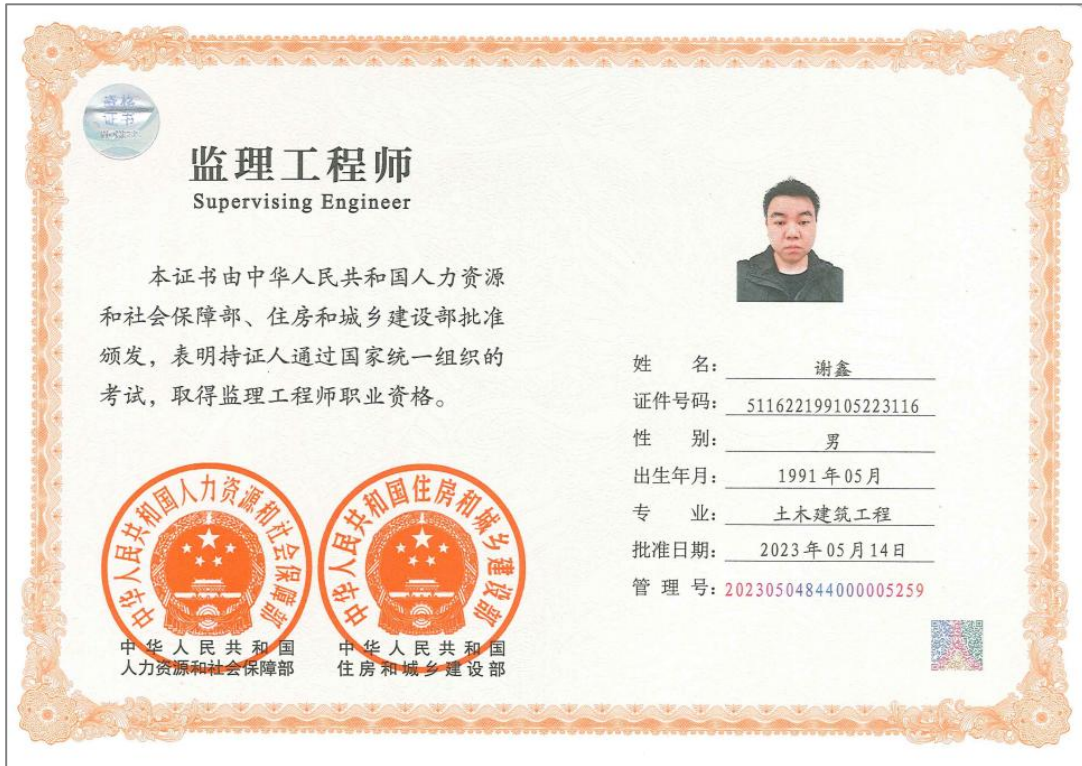 资格
证书
监理工程师
Supervising Engineer
本证书由中华人民共和国人力资源
和社会保障部、住房和城乡建设部批准
颁发，表明持证人通过国家统一组织的
考试，取得监理工程师职业资格。
中华人民共和国人力资源和社会保障部
中华人民共和国
人力资源和社会保障部
中华人民共和国住房和城乡建设部
中华人民共和国
住房和城乡建设部
姓 名：谢鑫
证件号码：511622199105223116
性 别：男
出生年月：1991年05月
专 业：土木建筑工程
批准日期：2023年05月14日
管 理 号：20230504844000005259